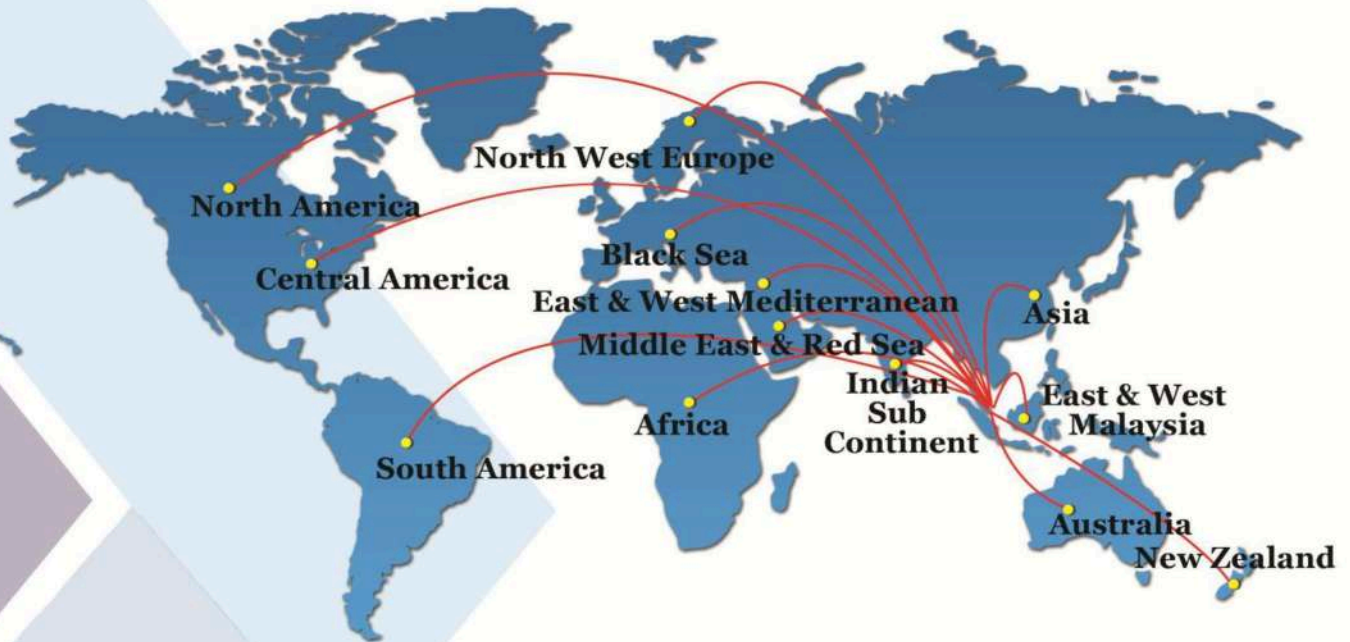 North West Europe
North America
Black Sea
Central America
East & West Mediterranean
Asia
Middle East & Red Sea
Indian
Sub
Continent
East & West
Malaysia
Africa
South America
Australia
New Zealand